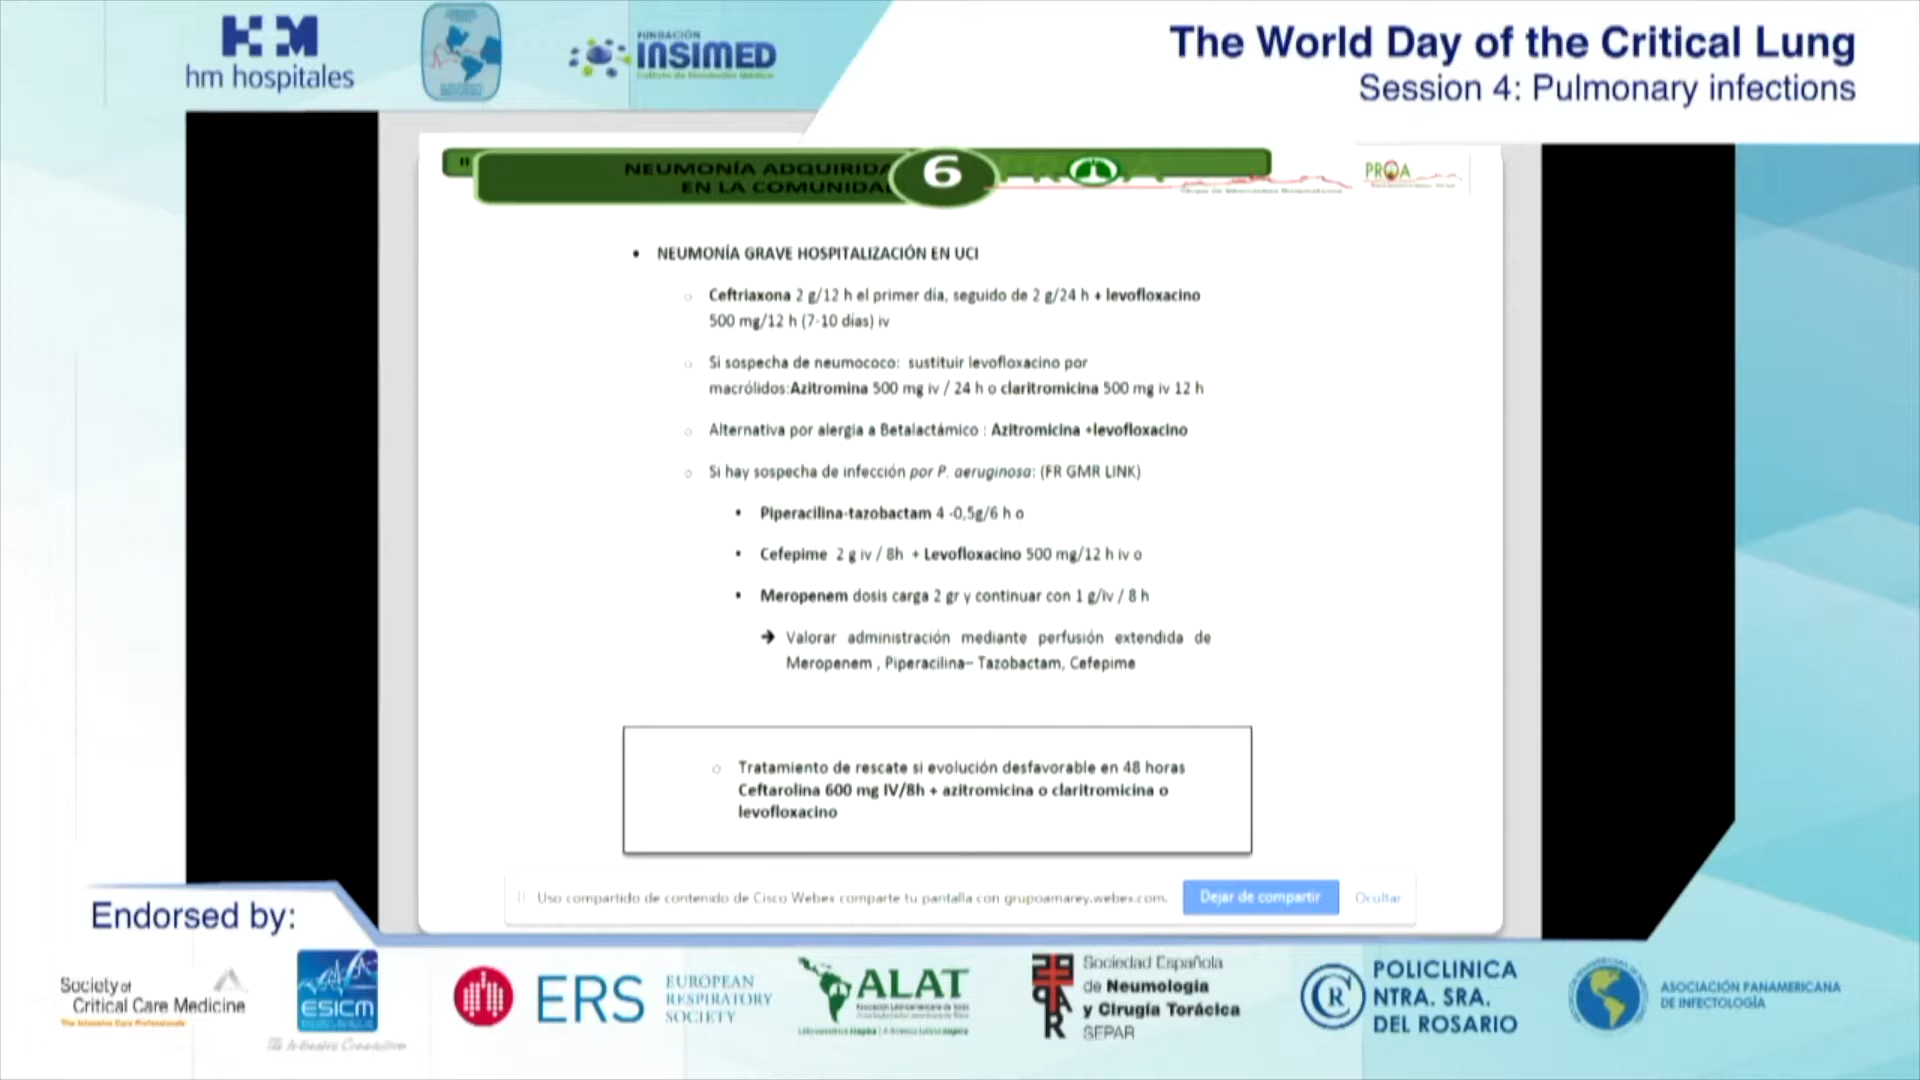 hm hospitales
FUNDACIÓN
INSIMED
The World Day of the Critical Lung
Session 4: Pulmonary infections
NEUMONÍA ADQUIRIDA
EN LA COMUNIDA
6
PROA
• NEUMONÍA GRAVE HOSPITALIZACIÓN EN UCI
○ Ceftriaxona 2 g/12 h el primer día, seguido de 2 g/24 h + levofloxacino
500 mg/12 h (7-10 días) iv
○ Si sospecha de neumococo: sustituir levofloxacino por
macrólidos:Azitromina 500 mg iv / 24 h o claritromicina 500 mg iv 12 h
○ Alternativa por alergia a Betalactámico : Azitromicina +levofloxacino
○ Si hay sospecha de infección por P. aeruginosa: (FR GMR LINK)
• Piperacilina-tazobactam 4 -0,5g/6 h o
• Cefepime 2 g iv / 8h + Levofloxacino 500 mg/12 h iv o
• Meropenem dosis carga 2 gr y continuar con 1 g/iv / 8 h
→ Valorar administración mediante perfusión extendida de
Meropenem , Piperacilina– Tazobactam, Cefepime
○ Tratamiento de rescate si evolución desfavorable en 48 horas
Ceftarolina 600 mg IV/8h + azitromicina o claritromicina o
levofloxacino
Uso compartido de contenido de Cisco Webex comparte tu pantalla con grupoamarey.webex.com.
Dejar de compartir
Ocultar
Endorsed by:
Society of
Critical Care Medicine
The Intensive Care Professionals
ESICM
ERS
EUROPEAN
RESPIRATORY
SOCIETY
ALAT
Sociedad Española
de Neumología
y Cirugía Torácica
SEPAR
POLICLINICA
NTRA. SRA.
DEL ROSARIO
ASOCIACIÓN PANAMERICANA
DE INFECTOLOGÍA